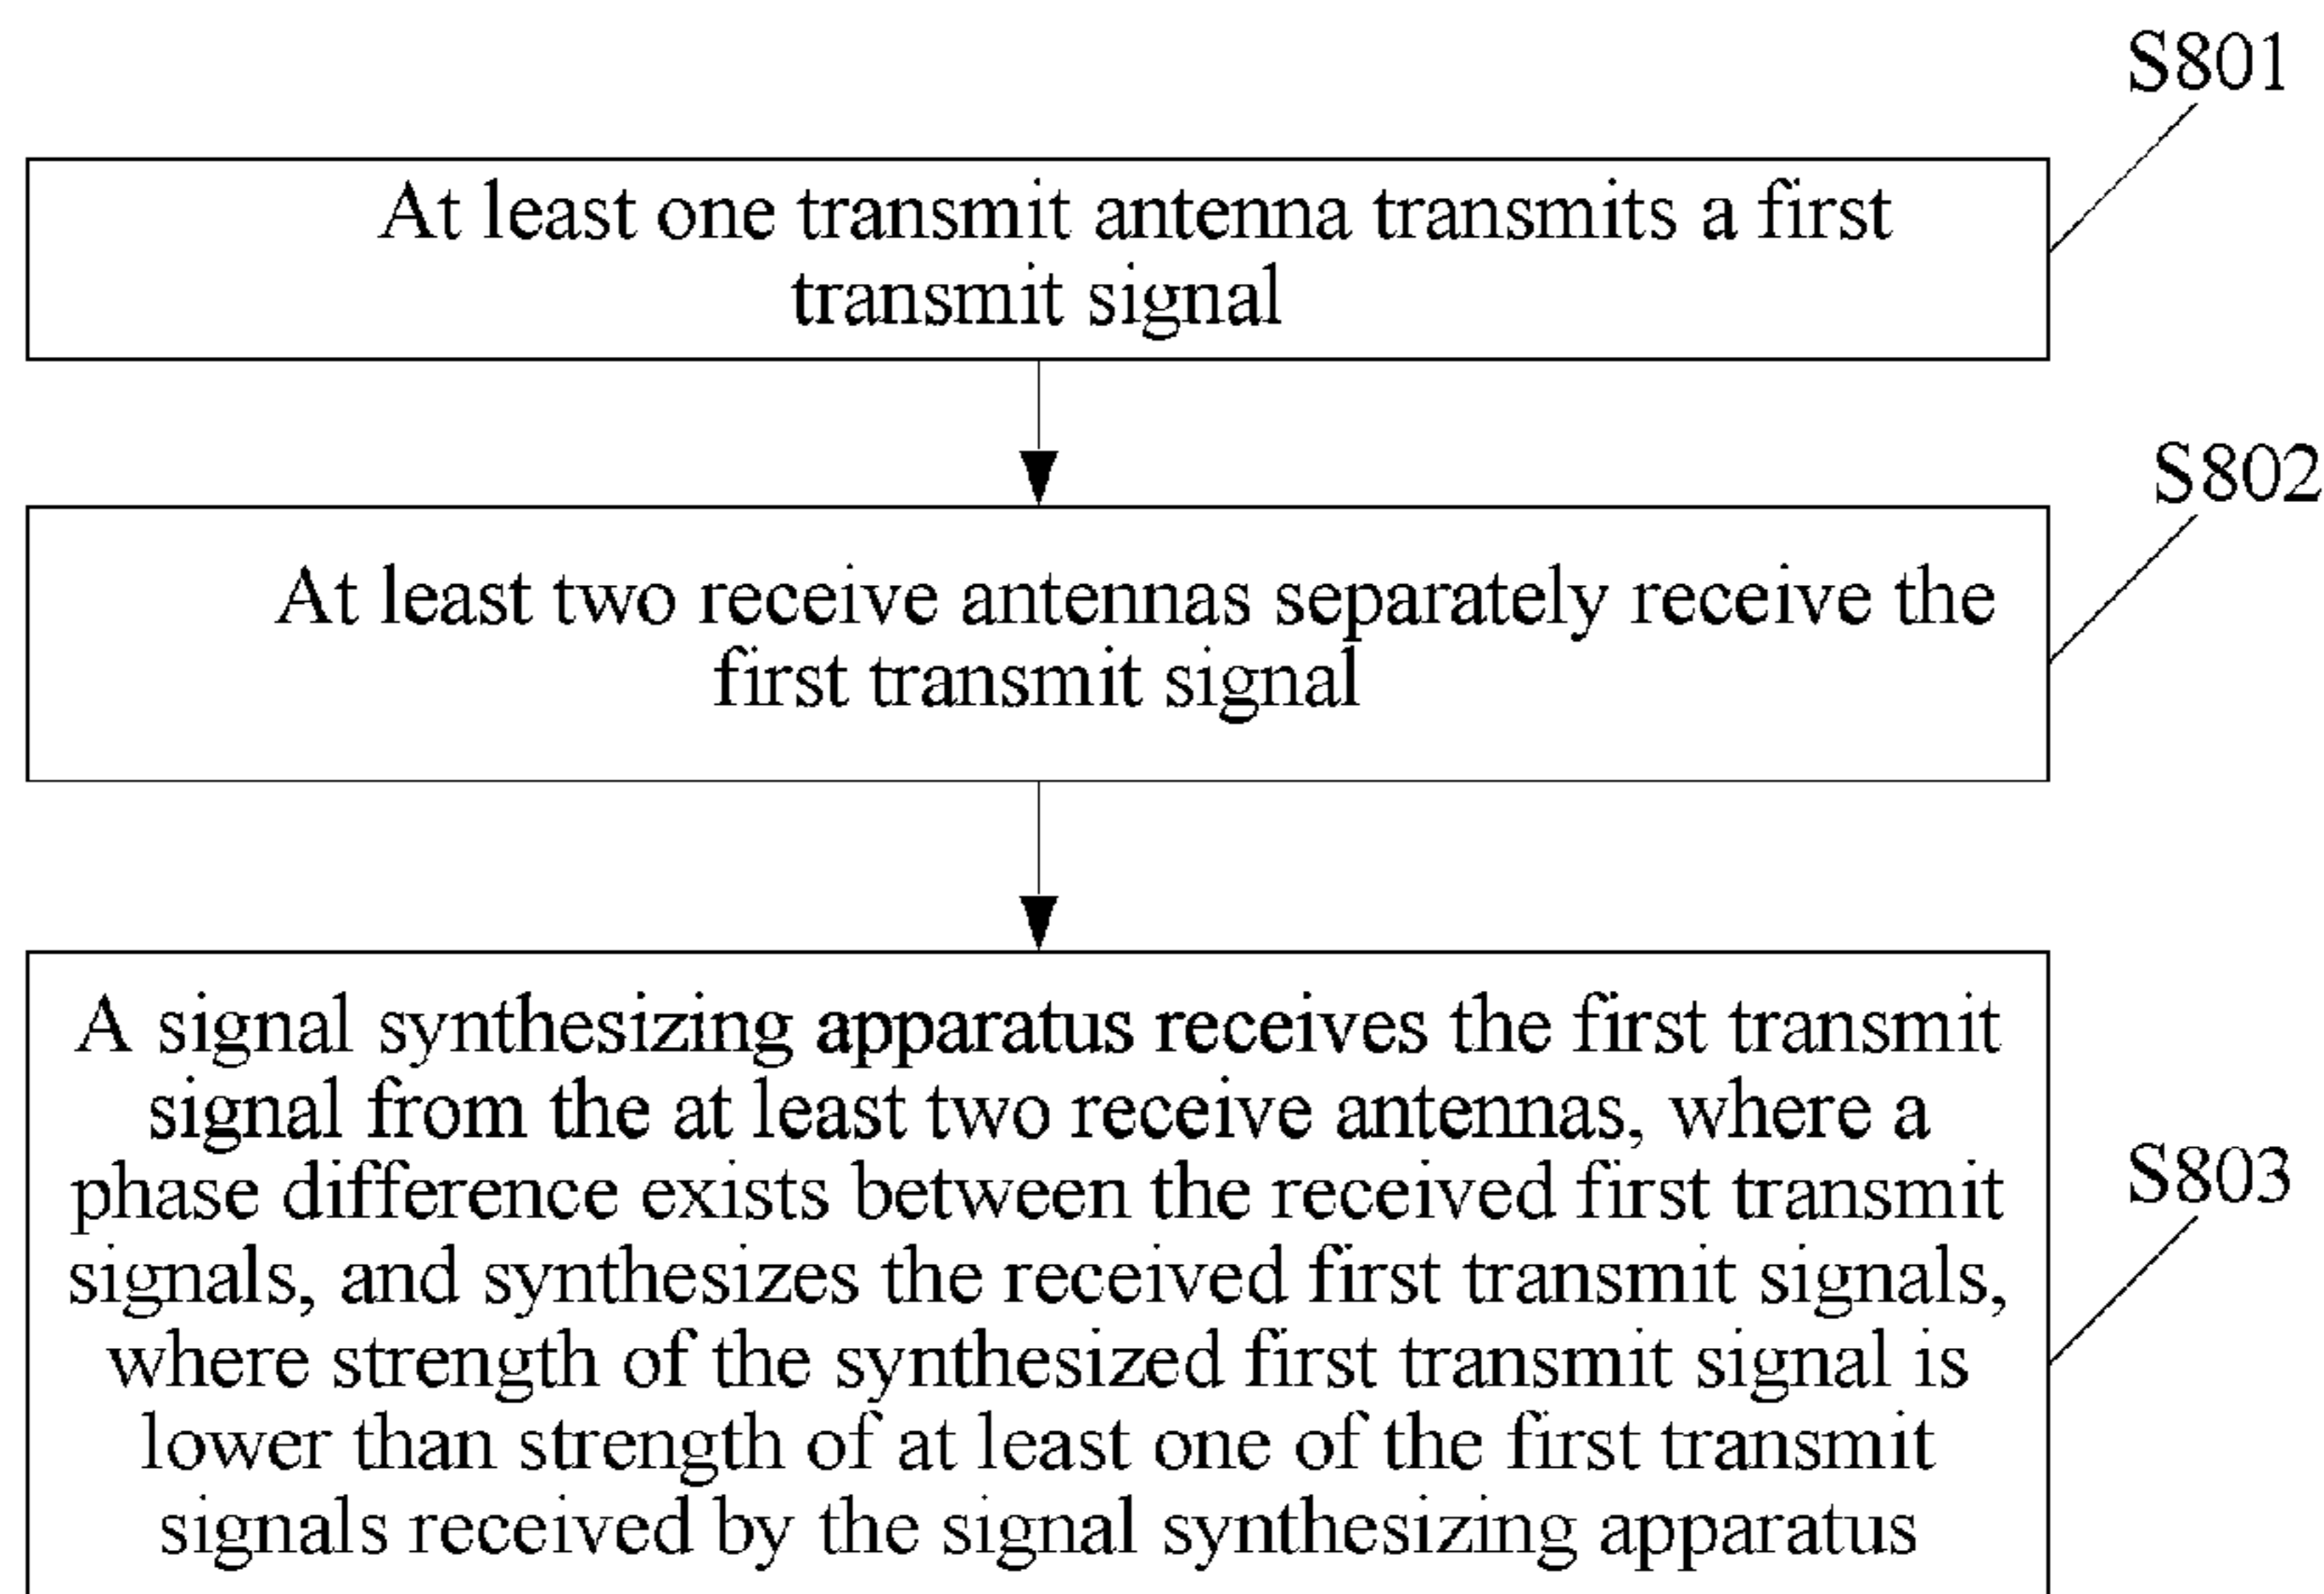 S801
At least one transmit antenna transmits a first
transmit signal
S802
At least two receive antennas separately receive the
first transmit signal
A signal synthesizing apparatus receives the first transmit
signal from the at least two receive antennas, where a
phase difference exists between the received first transmit
signals, and synthesizes the received first transmit signals,
where strength of the synthesized first transmit signal is
lower than strength of at least one of the first transmit
signals received by the signal synthesizing apparatus
S803